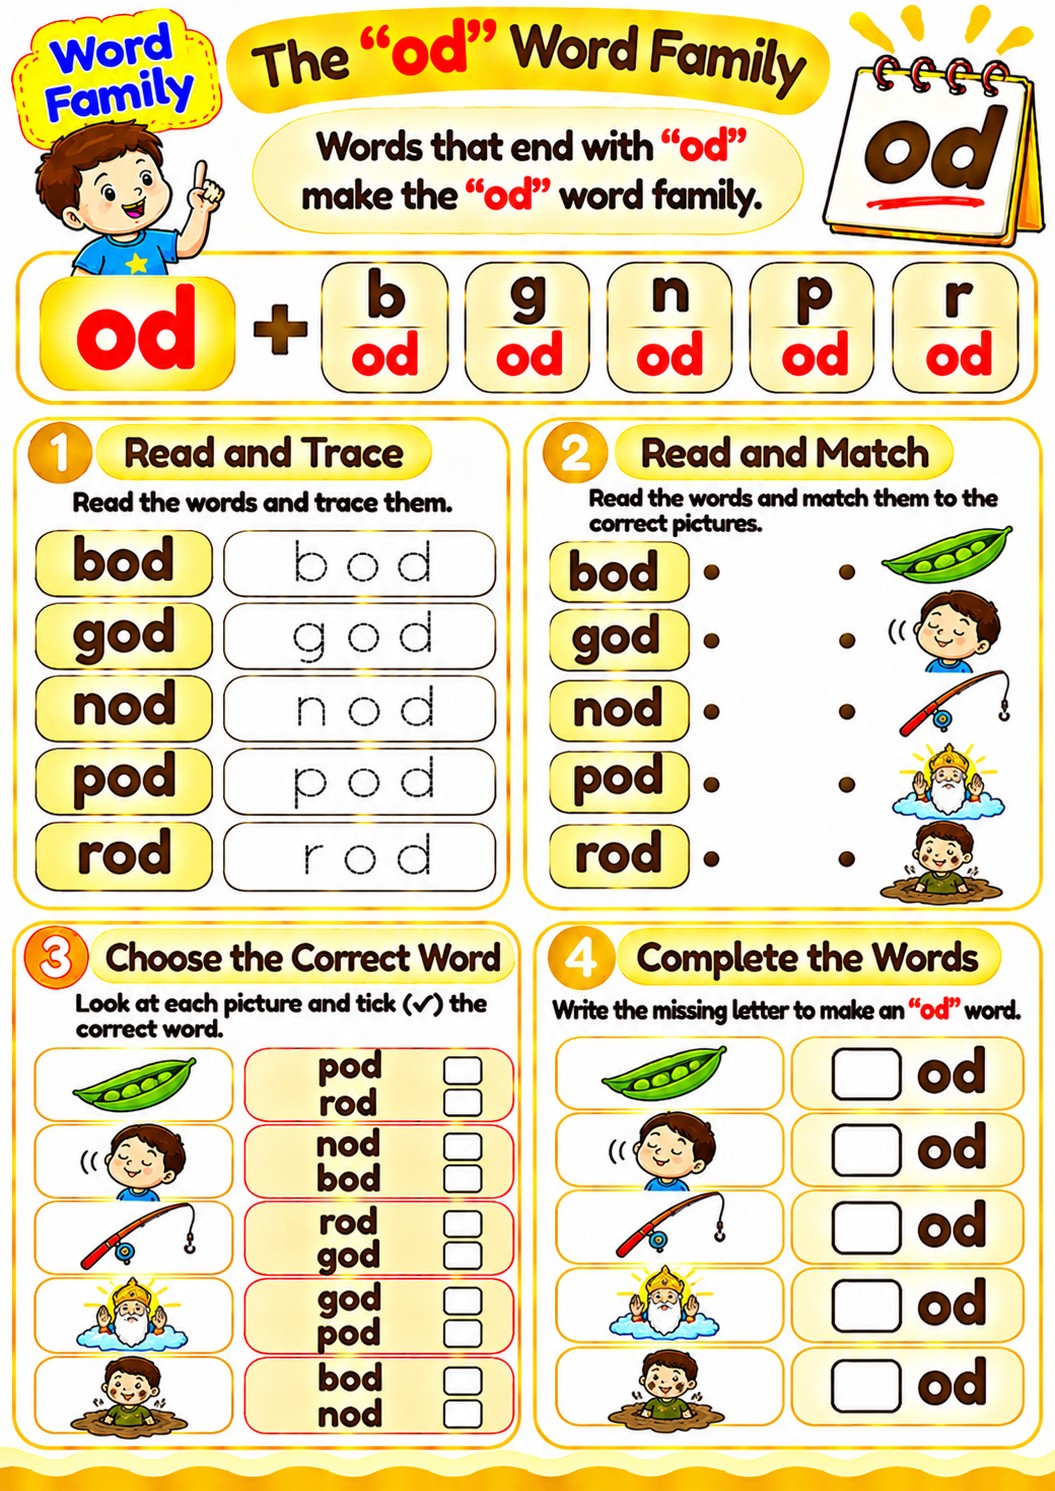 Word
Family
The “od” Word Family
Words that end with “od”
make the “od” word family.
od
od + b g n p r
od od od od od
1 Read and Trace
Read the words and trace them.
bod b o d
god g o d
nod n o d
pod p o d
rod r o d
2 Read and Match
Read the words and match them to the
correct pictures.
bod
god
nod
pod
rod
3 Choose the Correct Word
Look at each picture and tick (✓) the
correct word.
pod
rod
nod
bod
rod
god
god
pod
bod
nod
4 Complete the Words
Write the missing letter to make an “od” word.
od
od
od
od
od